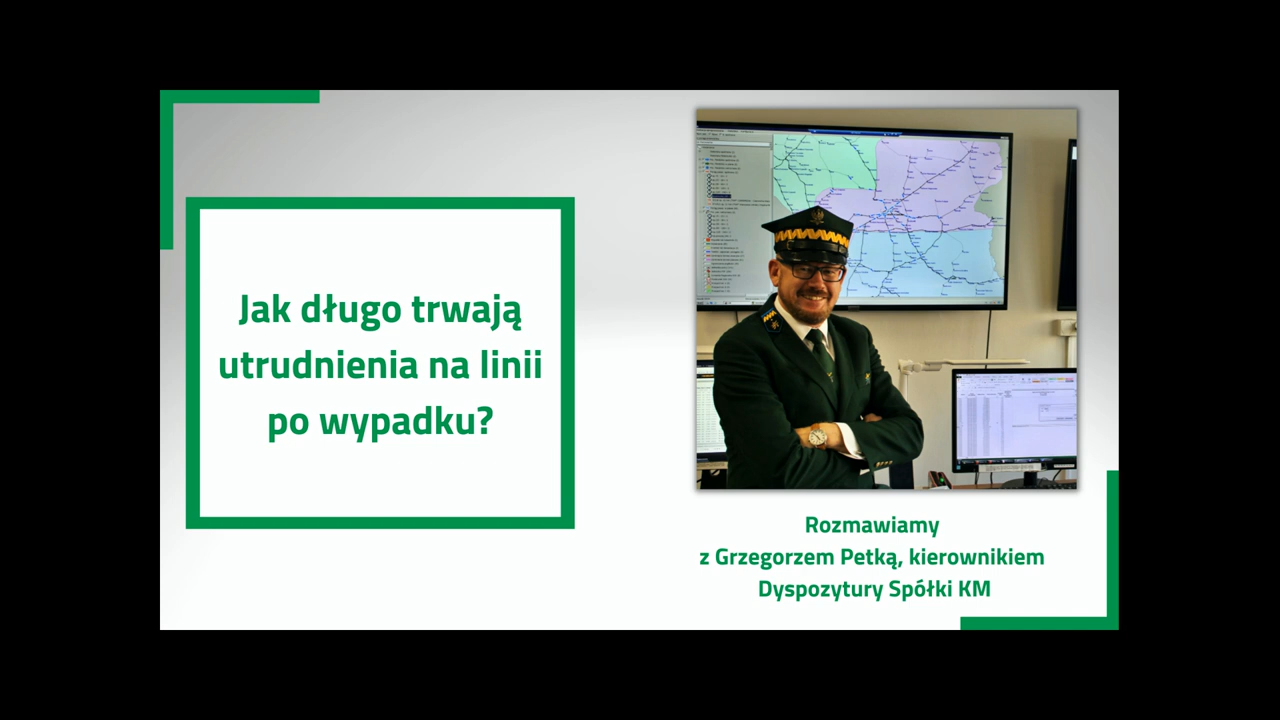 Jak długo trwają
utrudnienia na linii
po wypadku?
Rozmawiamy
z Grzegorzem Petką, kierownikiem
Dyspozytury Spółki KM